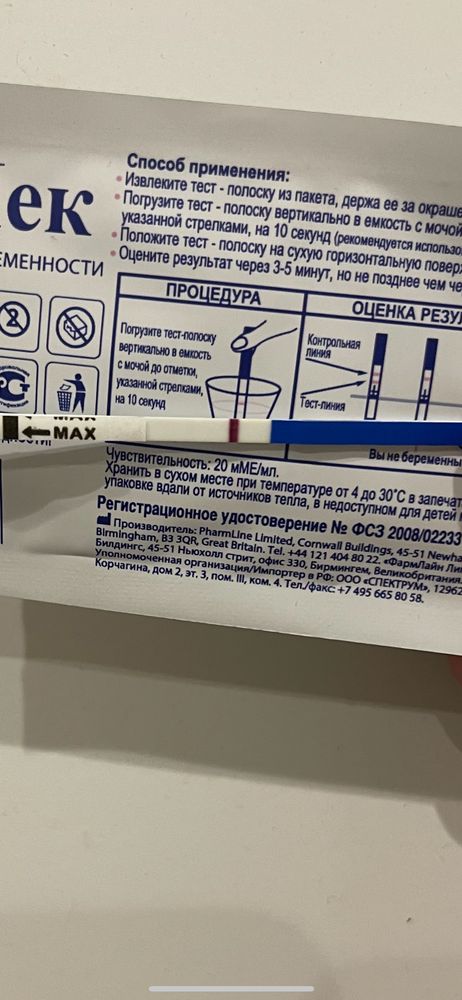 Способ применения:
• Извлеките тест - полоску из пакета, держа ее за окраше
• Погрузите тест - полоску вертикально в емкость с мочой
указанной стрелками, на 10 секунд (рекомендуется использо
• Положите тест - полоску на сухую горизонтальную повер
• Оцените результат через 3-5 минут, но не позднее чем че
ек
ЕМЕННОСТИ
ПРОЦЕДУРА
ОЦЕНКА РЕЗУЛ
Погрузите тест-полоску
вертикально в емкость
с мочой до отметки,
указанной стрелками,
на 10 секунд
Контрольная
линия
Тест-линия
2
РСТ
MAX
MAX
Вы не беременны
Чувствительность: 20 мМЕ/мл.
Хранить в сухом месте при температуре от 4 до 30°С в запечат
упаковке вдали от источников тепла, в недоступном для детей
Регистрационное удостоверение № ФСЗ 2008/02233
Производитель: PharmLine Limited, Cornwall Buildings, 45-51 Newha
Birmingham, B3 3QR, Great Britain. Tel. +44 121 404 80 22. «ФармЛайн Ли
Билдингс, 45-51 Ньюхолл стрит, офис 330, Бирмингем, Великобритания.
Уполномоченная организация/Импортер в РФ: ООО «СПЕКТРУМ», 12962
Корчагина, дом 2, эт. 3, пом. III, ком. 4. Тел./факс: +7 495 665 80 58.